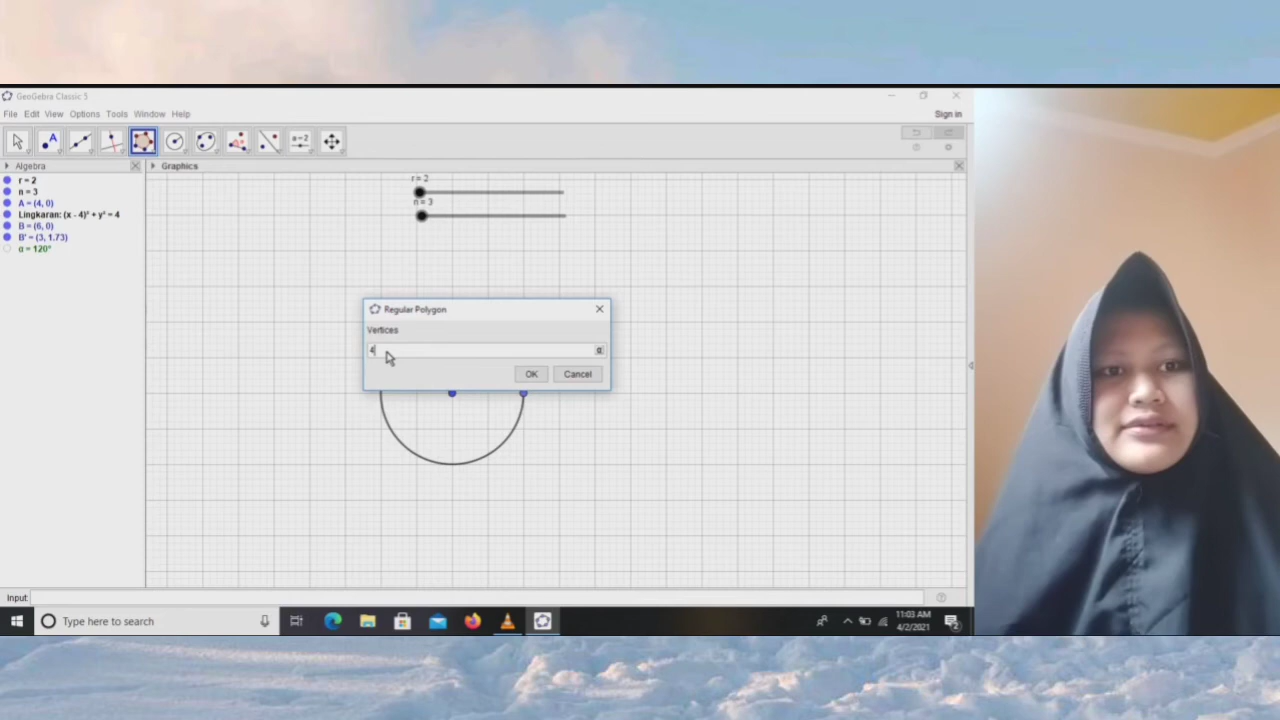 GeoGebra Classic 5
File Edit View Options Tools Window Help
Sign in
a=2
Algebra
Graphics
r = 2
n = 3
A = (4, 0)
Lingkaran: (x - 4)² + y² = 4
B = (6, 0)
B' = (3, 1.73)
α = 120°
r = 2
n = 3
Regular Polygon
Vertices
4
α
OK Cancel
Input:
Type here to search
11:03 AM
4/2/2021
2